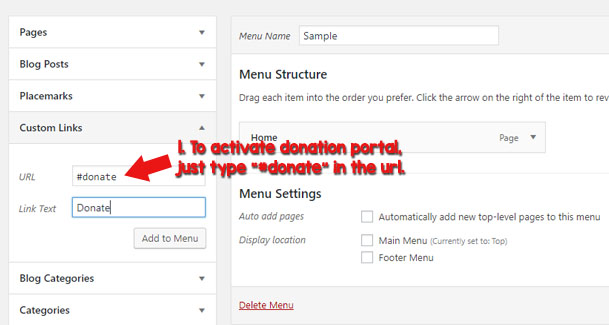 Pages
Blog Posts
Placemarks
Custom Links
URL
#donate
Link Text
Donate
Add to Menu
Blog Categories
Categories
Menu Name
Sample
Menu Structure
Drag each item into the order you prefer. Click the arrow on the right of the item to rev
Home
Page
1. To activate donation portal,
just type "#donate" in the url.
Menu Settings
Auto add pages
Automatically add new top-level pages to this menu
Display location
Main Menu (Currently set to: Top)
Footer Menu
Delete Menu